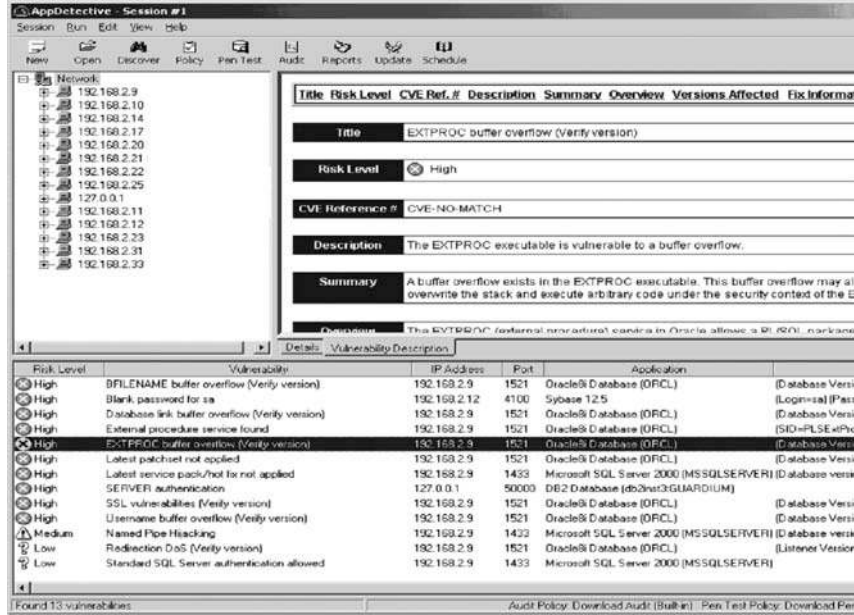 AppDetective - Session #1
Session Run Edit View Help
New Open Discover Policy Pen Test Audit Reports Update Schedule
Network
192.168.2.9
192.168.2.10
192.168.2.14
192.168.2.17
192.168.2.20
192.168.2.21
192.168.2.22
192.168.2.25
127.0.0.1
192.168.2.11
192.168.2.12
192.168.2.23
192.168.2.31
192.168.2.33
Title Risk Level CVE Ref. # Description Summary Overview Versions Affected Fix Informa
Title EXTPROC buffer overflow (Verify version)
Risk Level High
CVE Reference # CVE-NO-MATCH
Description The EXTPROC executable is vulnerable to a buffer overflow.
Summary A buffer overflow exists in the EXTPROC executable. This buffer overflow may al
overwrite the stack and execute arbitrary code under the security context of the E
Overview The EXTPROC (external procedure) service in Oracle allows a PL/SQL package
Details Vulnerability Description
Risk Level Vulnerability IP Address Port Application
High BFILENAME buffer overflow (Verify version) 192.168.2.9 1521 Oracle8i Database (ORCL) (Database Versi
High Blank password for sa 192.168.2.12 4100 Sybase 12.5 (Login=sa) (Pas
High Database link buffer overflow (Verify version) 192.168.2.9 1521 Oracle8i Database (ORCL) (Database Versi
High External procedure service found 192.168.2.9 1521 Oracle8i Database (ORCL) (SID=PLSExtPro
High EXTPROC buffer overflow (Verify version) 192.168.2.9 1521 Oracle8i Database (ORCL) (Database Versi
High Latest patchset not applied 192.168.2.9 1521 Oracle8i Database (ORCL) (Database Versi
High Latest service pack/hot fix not applied 192.168.2.9 1433 Microsoft SQL Server 2000 (MSSQLSERVER) (Database versi
High SERVER authentication 127.0.0.1 50000 DB2 Database (db2inst3:GUARDIUM)
High SSL vulnerabilities (Verify version) 192.168.2.9 1521 Oracle8i Database (ORCL) (Database Versi
High Username buffer overflow (Verify version) 192.168.2.9 1521 Oracle8i Database (ORCL) (Database Versi
Medium Named Pipe Hijacking 192.168.2.9 1433 Microsoft SQL Server 2000 (MSSQLSERVER) (Database versi
Low Redirection DoS (Verify version) 192.168.2.9 1521 Oracle8i Database (ORCL) (Listener Version
Low Standard SQL Server authentication allowed 192.168.2.9 1433 Microsoft SQL Server 2000 (MSSQLSERVER)
Found 13 vulnerabilities Audit Policy: Download Audit (Built-in) Pen Test Policy: Download Pen